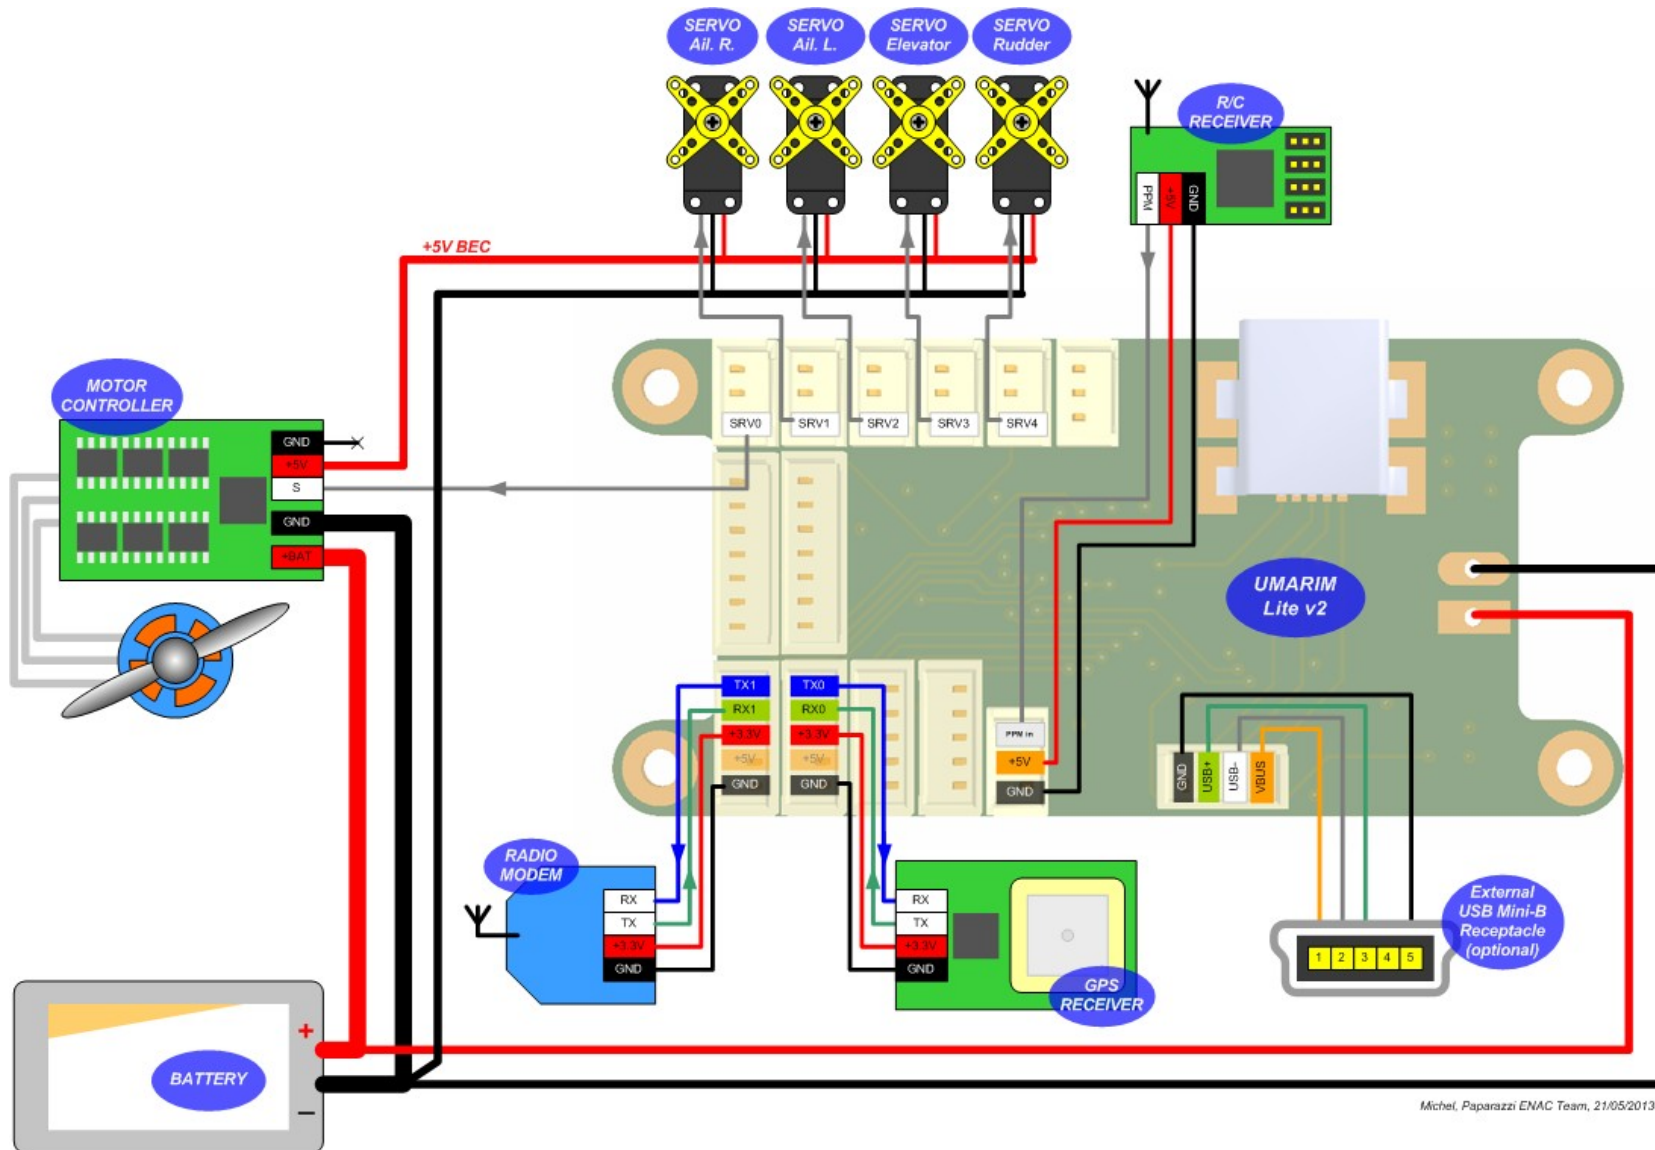 SERVO
Ail. R.
SERVO
Ail. L.
SERVO
Elevator
SERVO
Rudder
R/C
RECEIVER
PPM
+5V
GND
+5V BEC
MOTOR
CONTROLLER
GND
+5V
S
GND
+BAT
SRV0
SRV1
SRV2
SRV3
SRV4
UMARIM
Lite v2
TX1
RX1
+3.3V
+5V
GND
TX0
RX0
+3.3V
+5V
GND
PPM in
+5V
GND
GND
USB+
USB-
VBUS
RADIO
MODEM
RX
TX
+3.3V
GND
RX
TX
+3.3V
GND
GPS
RECEIVER
External
USB Mini-B
Receptacle
(optional)
1 2 3 4 5
BATTERY
+
–
Michel, Paparazzi ENAC Team, 21/05/2013